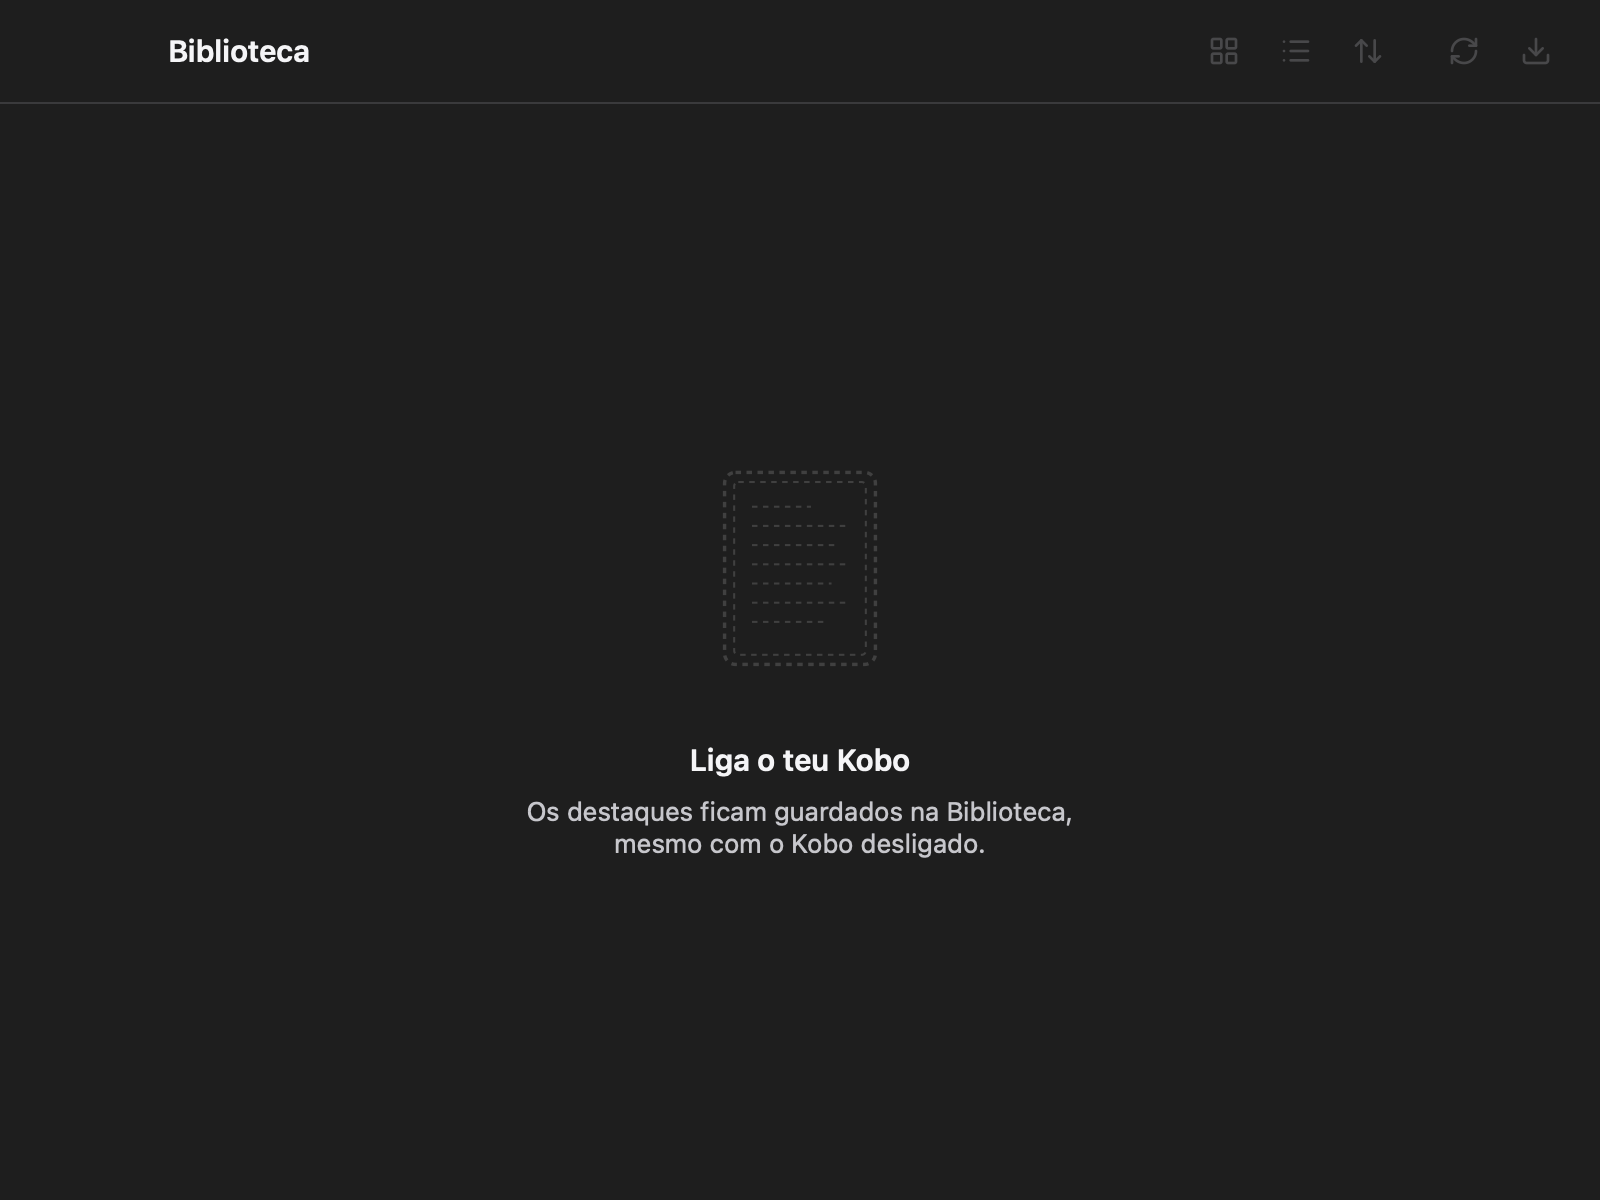 Biblioteca
Liga o teu Kobo
Os destaques ficam guardados na Biblioteca,
mesmo com o Kobo desligado.